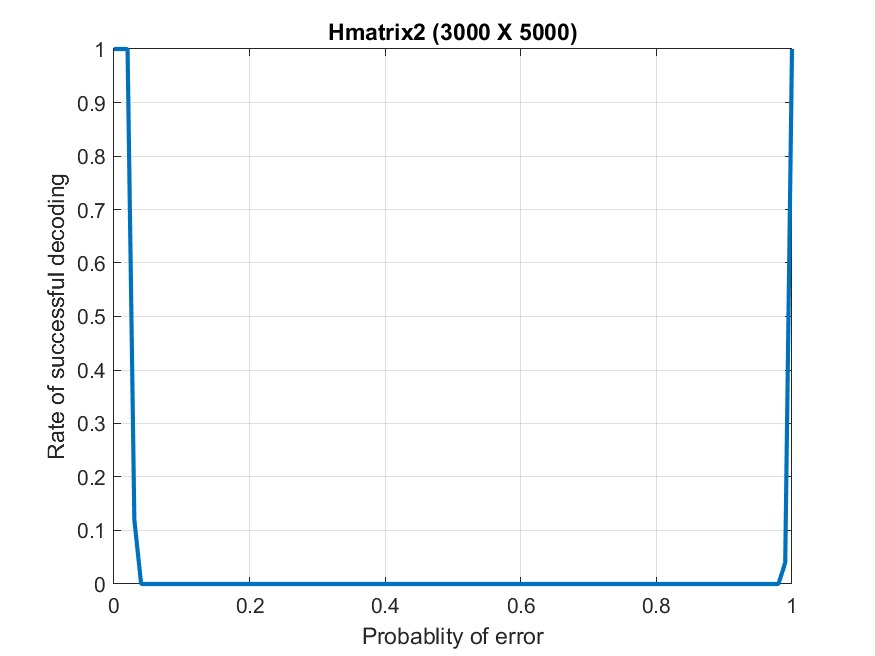 Hmatrix2 (3000 X 5000)
1
0.9
0.8
0.7
0.6
0.5
0.4
0.3
0.2
0.1
0
Rate of successful decoding
0 0.2 0.4 0.6 0.8 1
Probablity of error